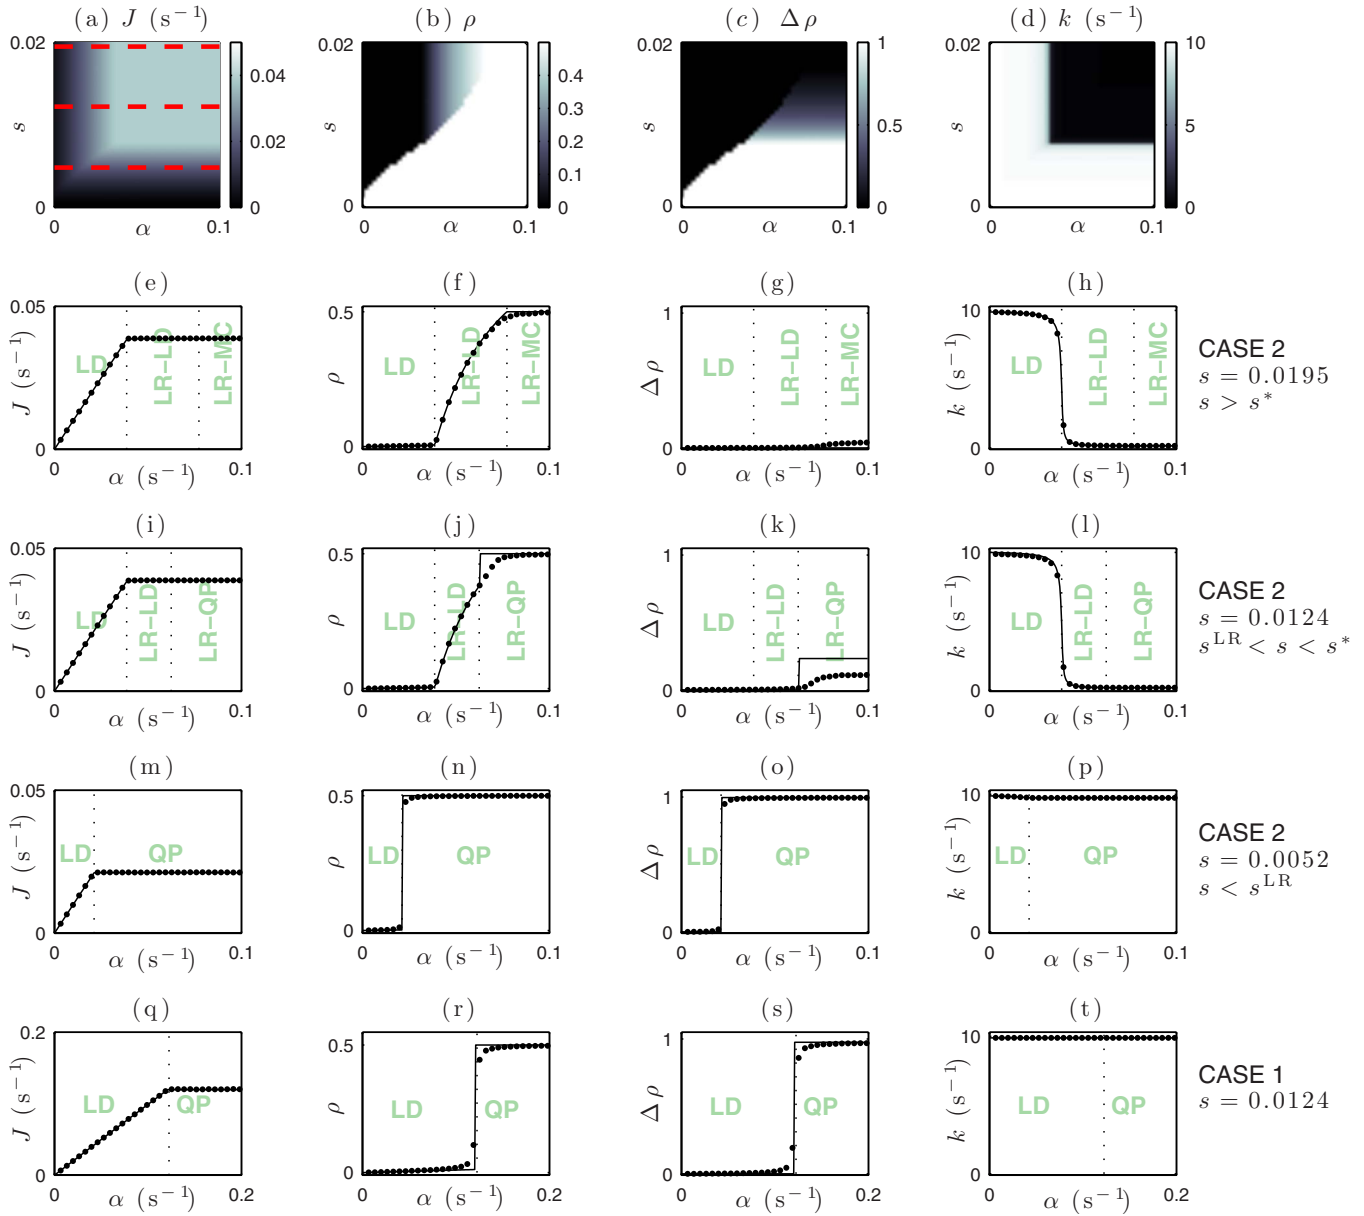 (a) J (s⁻¹)
(b) ρ
(c) Δρ
(d) k (s⁻¹)
0.02
s
0
α
0.1
0.04
0.02
0
0.02
s
0
α
0.1
0.4
0.3
0.2
0.1
0
0.02
s
0
α
0.1
1
0.5
0
0.02
s
0
α
0.1
10
5
0
(e)
(f)
(g)
(h)
0.05
J (s⁻¹)
0
LD
LR−LD
LR−MC
0
α (s⁻¹)
0.1
0.5
ρ
0
LD
LR−LD
LR−MC
0
α (s⁻¹)
0.1
1
Δρ
0
LD
LR−LD
LR−MC
0
α (s⁻¹)
0.1
10
k (s⁻¹)
0
LD
LR−LD
LR−MC
0
α (s⁻¹)
0.1
CASE 2
s = 0.0195
s > s*
(i)
(j)
(k)
(l)
0.05
J (s⁻¹)
0
LD
LR−LD
LR−QP
0
α (s⁻¹)
0.1
0.5
ρ
0
LD
LR−LD
LR−QP
0
α (s⁻¹)
0.1
1
Δρ
0
LD
LR−LD
LR−QP
0
α (s⁻¹)
0.1
10
k (s⁻¹)
0
LD
LR−LD
LR−QP
0
α (s⁻¹)
0.1
CASE 2
s = 0.0124
s^LR < s < s*
(m)
(n)
(o)
(p)
0.05
J (s⁻¹)
0
LD
QP
0
α (s⁻¹)
0.1
0.5
ρ
0
LD
QP
0
α (s⁻¹)
0.1
1
Δρ
0
LD
QP
0
α (s⁻¹)
0.1
10
k (s⁻¹)
0
LD
QP
0
α (s⁻¹)
0.1
CASE 2
s = 0.0052
s < s^LR
(q)
(r)
(s)
(t)
0.2
J (s⁻¹)
0
LD
QP
0
α (s⁻¹)
0.2
0.5
ρ
0
LD
QP
0
α (s⁻¹)
0.2
1
Δρ
0
LD
QP
0
α (s⁻¹)
0.2
10
k (s⁻¹)
0
LD
QP
0
α (s⁻¹)
0.2
CASE 1
s = 0.0124